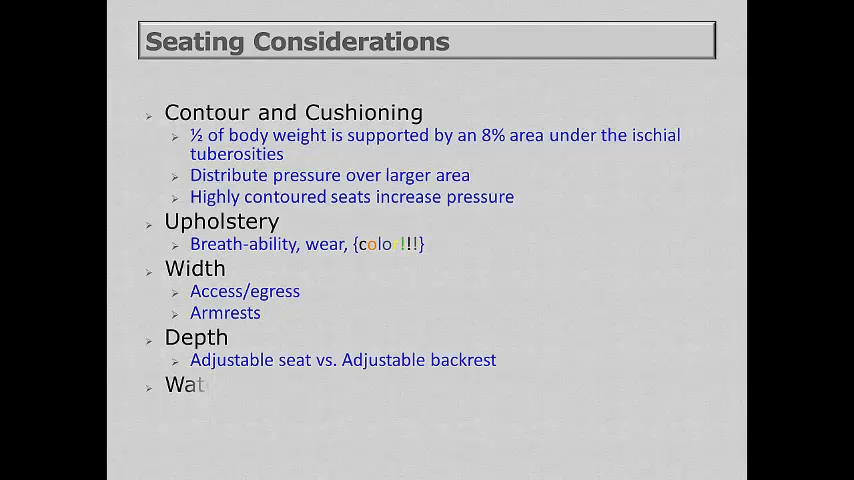 Seating Considerations
Contour and Cushioning
½ of body weight is supported by an 8% area under the ischial
tuberosities
Distribute pressure over larger area
Highly contoured seats increase pressure
Upholstery
Breath-ability, wear, {color!!!}
Width
Access/egress
Armrests
Depth
Adjustable seat vs. Adjustable backrest
Wat